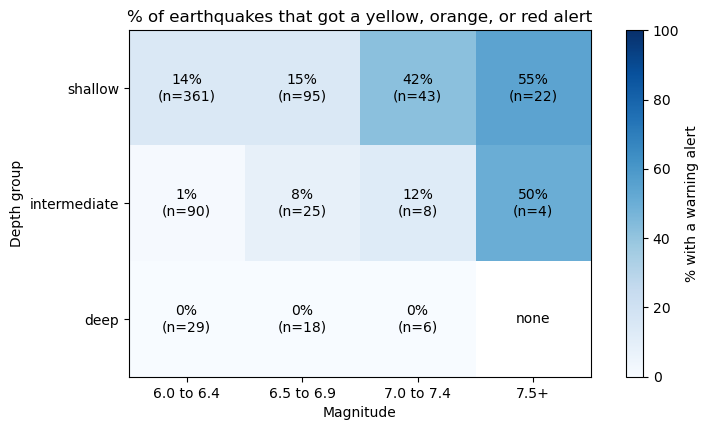 % of earthquakes that got a yellow, orange, or red alert
shallow
14%
(n=361)
15%
(n=95)
42%
(n=43)
55%
(n=22)
intermediate
1%
(n=90)
8%
(n=25)
12%
(n=8)
50%
(n=4)
deep
0%
(n=29)
0%
(n=18)
0%
(n=6)
none
6.0 to 6.4
6.5 to 6.9
7.0 to 7.4
7.5+
Magnitude
Depth group
100
80
60
40
20
0
% with a warning alert